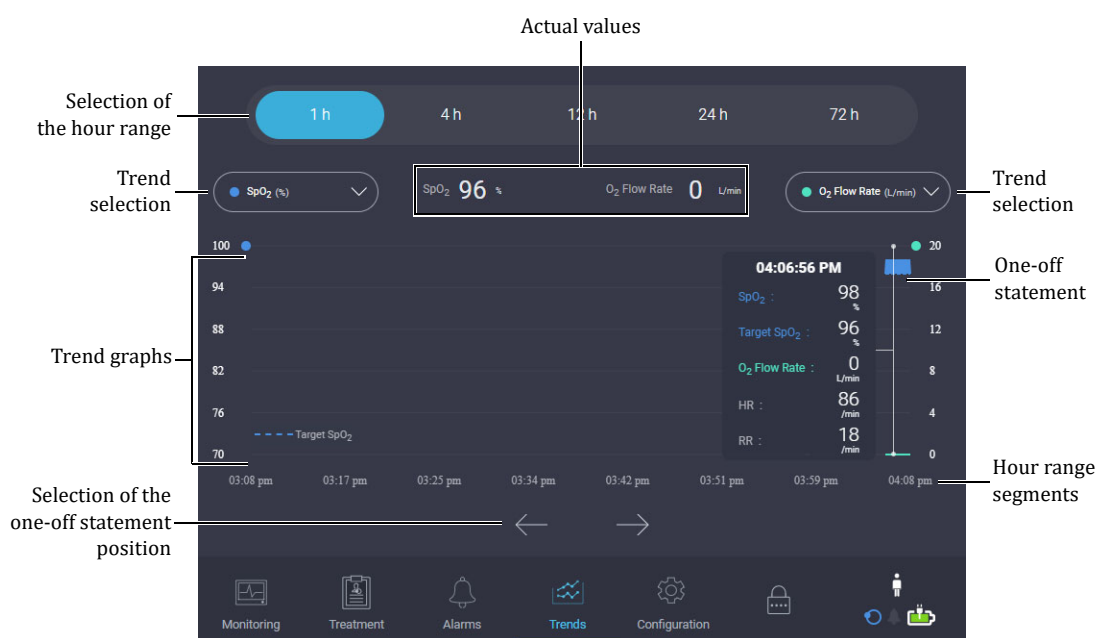 Actual values
Selection of
the hour range
1 h
4 h
12 h
24 h
72 h
Trend
selection
SpO₂ (%)
SpO₂ 96 %
O₂ Flow Rate 0 L/min
O₂ Flow Rate (L/min)
Trend
selection
100
94
88
82
76
70
Trend graphs
Target SpO₂
04:06:56 PM
SpO₂ : 98 %
Target SpO₂ : 96 %
O₂ Flow Rate : 0 L/min
HR : 86 /min
RR : 18 /min
20
16
12
8
4
0
One-off
statement
03:08 pm
03:17 pm
03:25 pm
03:34 pm
03:42 pm
03:51 pm
03:59 pm
04:08 pm
Hour range
segments
Selection of the
one-off statement
position
Monitoring
Treatment
Alarms
Trends
Configuration